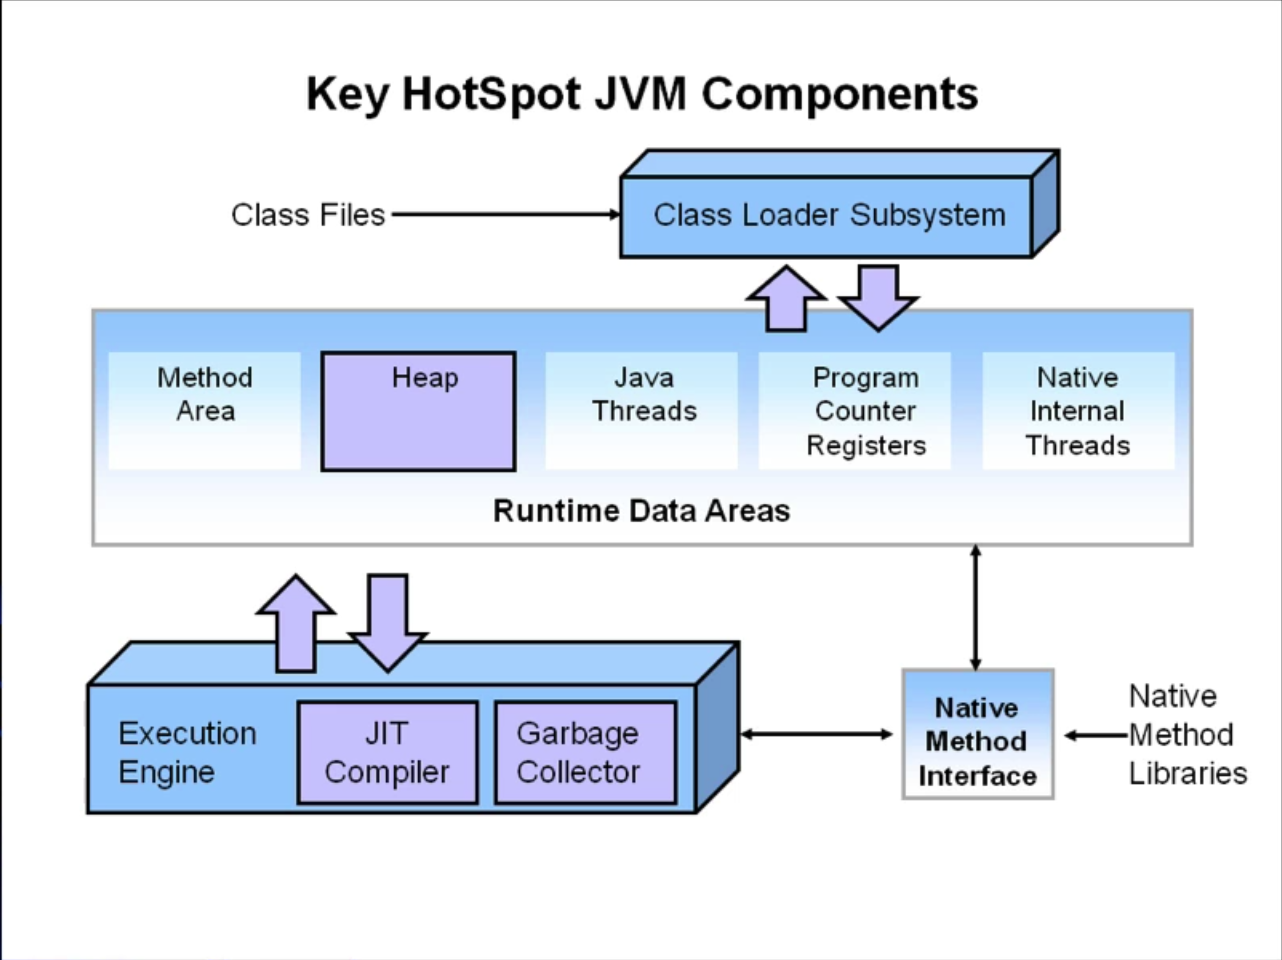 Key HotSpot JVM Components
Class Files
Class Loader Subsystem
Method
Area
Heap
Java
Threads
Program
Counter
Registers
Native
Internal
Threads
Runtime Data Areas
Execution
Engine
JIT
Compiler
Garbage
Collector
Native
Method
Interface
Native
Method
Libraries